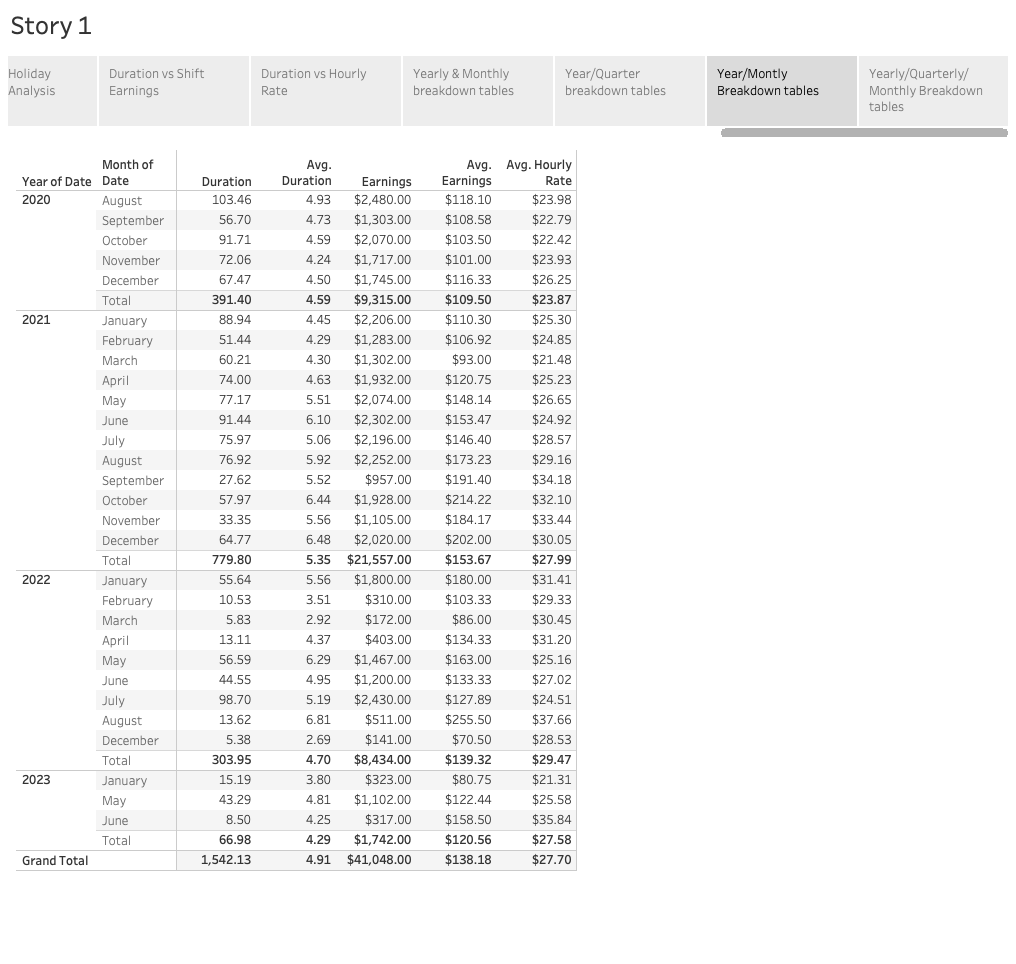 Story 1
Holiday Analysis
Duration vs Shift Earnings
Duration vs Hourly Rate
Yearly & Monthly breakdown tables
Year/Quarter breakdown tables
Year/Montly Breakdown tables
Yearly/Quarterly/ Monthly Breakdown tables
Year of Date Month of Date Duration Avg. Duration Earnings Avg. Earnings Avg. Hourly Rate
2020 August 103.46 4.93 $2,480.00 $118.10 $23.98
September 56.70 4.73 $1,303.00 $108.58 $22.79
October 91.71 4.59 $2,070.00 $103.50 $22.42
November 72.06 4.24 $1,717.00 $101.00 $23.93
December 67.47 4.50 $1,745.00 $116.33 $26.25
Total 391.40 4.59 $9,315.00 $109.50 $23.87
2021 January 88.94 4.45 $2,206.00 $110.30 $25.30
February 51.44 4.29 $1,283.00 $106.92 $24.85
March 60.21 4.30 $1,302.00 $93.00 $21.48
April 74.00 4.63 $1,932.00 $120.75 $25.23
May 77.17 5.51 $2,074.00 $148.14 $26.65
June 91.44 6.10 $2,302.00 $153.47 $24.92
July 75.97 5.06 $2,196.00 $146.40 $28.57
August 76.92 5.92 $2,252.00 $173.23 $29.16
September 27.62 5.52 $957.00 $191.40 $34.18
October 57.97 6.44 $1,928.00 $214.22 $32.10
November 33.35 5.56 $1,105.00 $184.17 $33.44
December 64.77 6.48 $2,020.00 $202.00 $30.05
Total 779.80 5.35 $21,557.00 $153.67 $27.99
2022 January 55.64 5.56 $1,800.00 $180.00 $31.41
February 10.53 3.51 $310.00 $103.33 $29.33
March 5.83 2.92 $172.00 $86.00 $30.45
April 13.11 4.37 $403.00 $134.33 $31.20
May 56.59 6.29 $1,467.00 $163.00 $25.16
June 44.55 4.95 $1,200.00 $133.33 $27.02
July 98.70 5.19 $2,430.00 $127.89 $24.51
August 13.62 6.81 $511.00 $255.50 $37.66
December 5.38 2.69 $141.00 $70.50 $28.53
Total 303.95 4.70 $8,434.00 $139.32 $29.47
2023 January 15.19 3.80 $323.00 $80.75 $21.31
May 43.29 4.81 $1,102.00 $122.44 $25.58
June 8.50 4.25 $317.00 $158.50 $35.84
Total 66.98 4.29 $1,742.00 $120.56 $27.58
Grand Total 1,542.13 4.91 $41,048.00 $138.18 $27.70